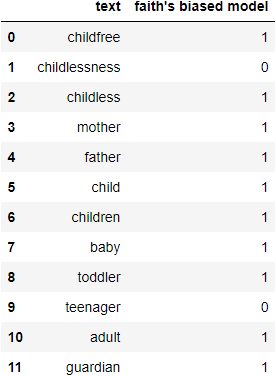 text faith's biased model
0 childfree 1
1 childlessness 0
2 childless 1
3 mother 1
4 father 1
5 child 1
6 children 1
7 baby 1
8 toddler 1
9 teenager 0
10 adult 1
11 guardian 1